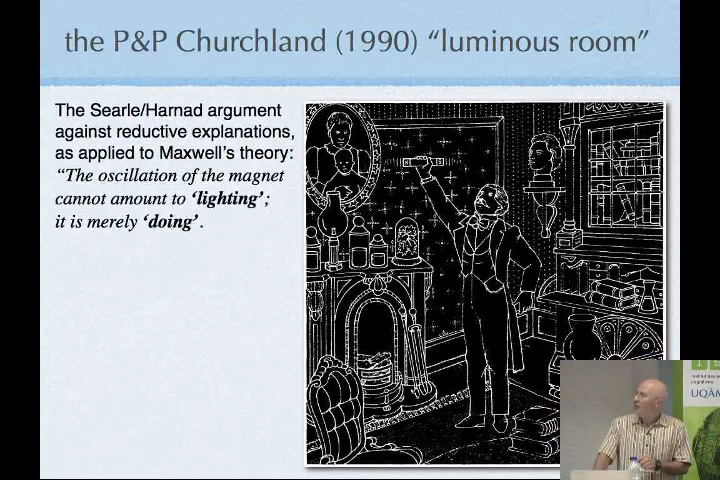 the P&P Churchland (1990) “luminous room”
The Searle/Harnad argument
against reductive explanations,
as applied to Maxwell’s theory:
“The oscillation of the magnet
cannot amount to ‘lighting’;
it is merely ‘doing’.
UQÀM